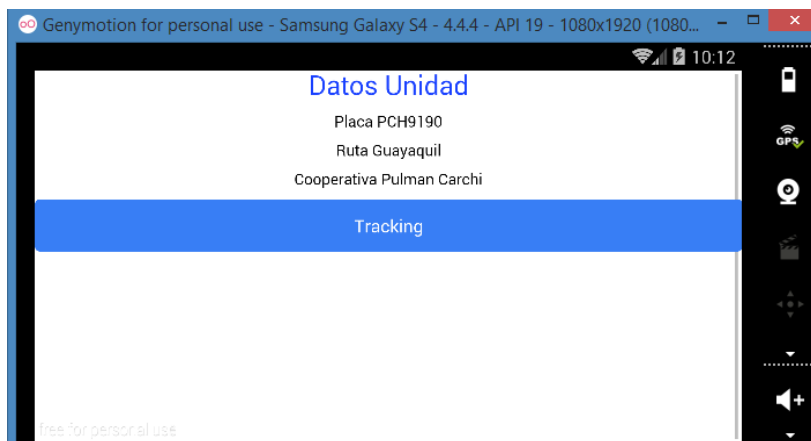 Genymotion for personal use - Samsung Galaxy S4 - 4.4.4 - API 19 - 1080x1920 (1080...
10:12
Datos Unidad
Placa PCH9190
Ruta Guayaquil
Cooperativa Pulman Carchi
Tracking
GPS
free for personal use